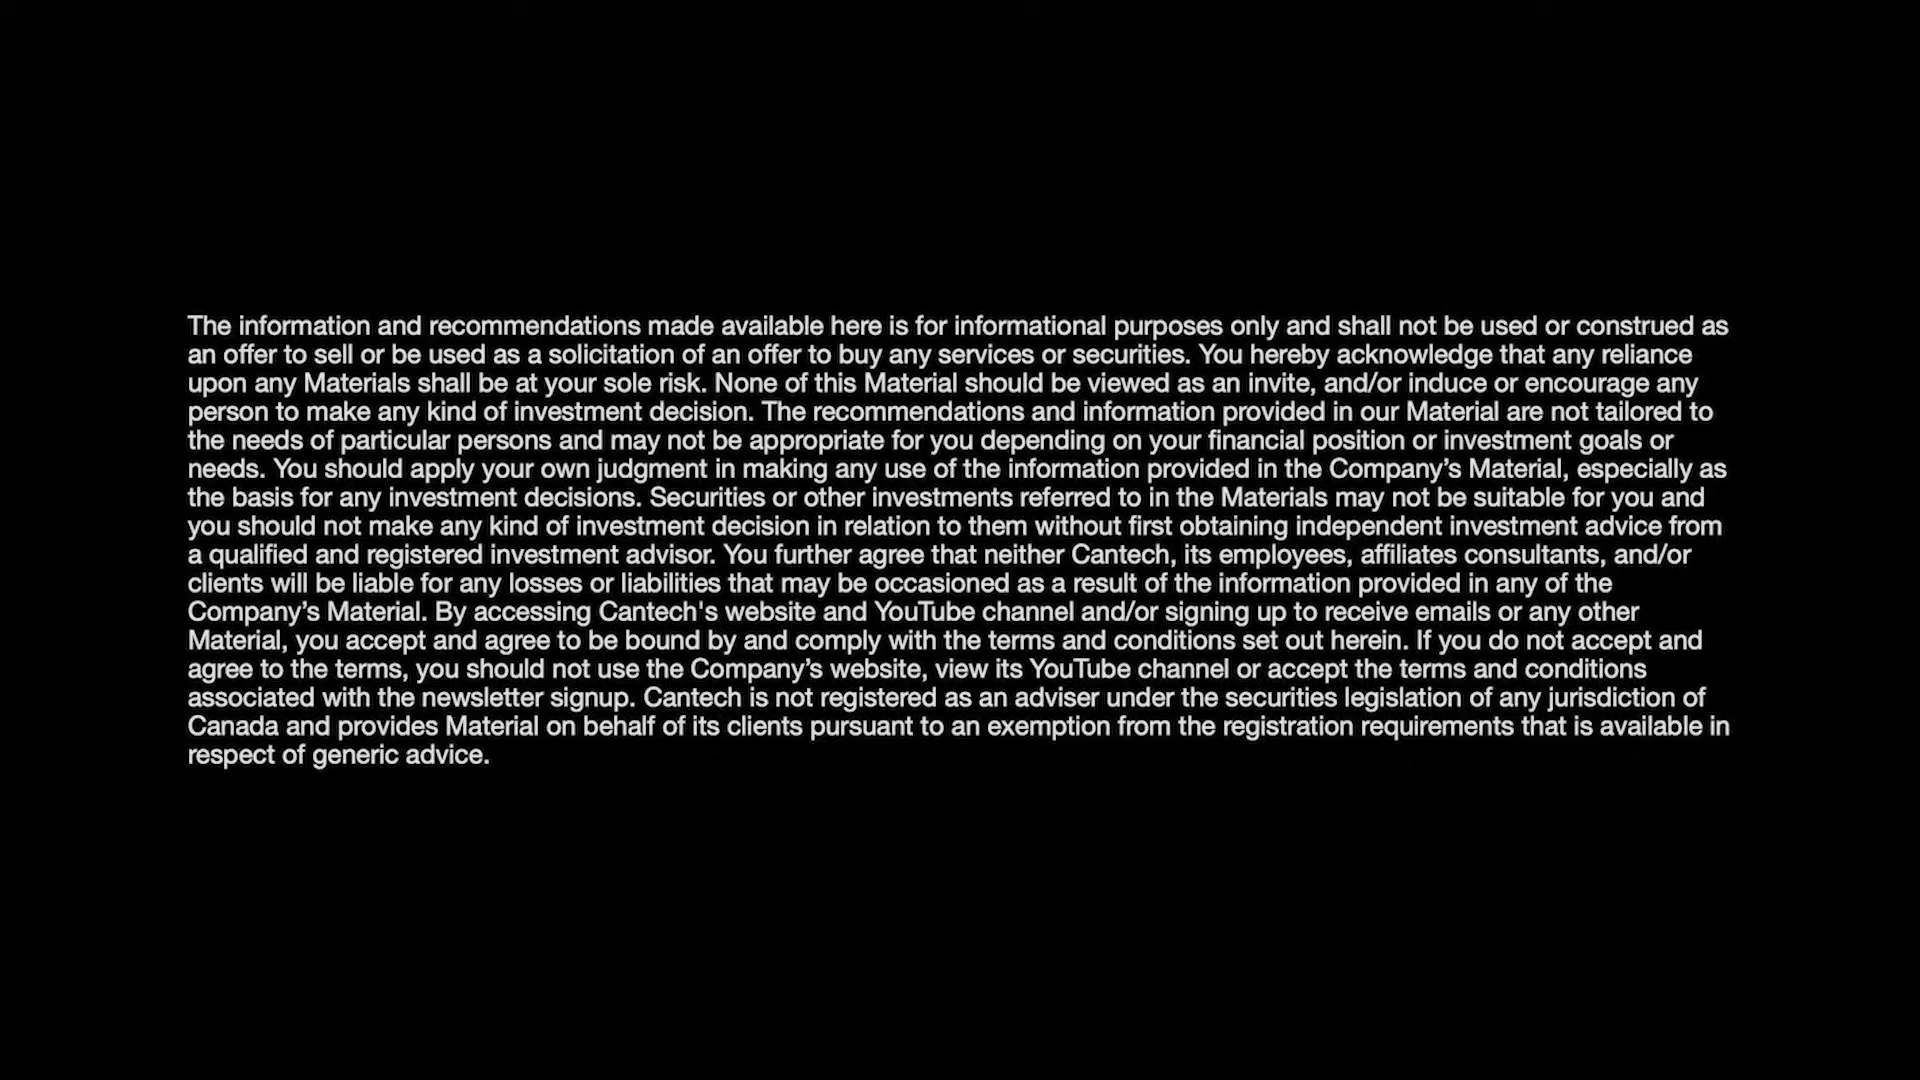 The information and recommendations made available here is for informational purposes only and shall not be used or construed as
an offer to sell or be used as a solicitation of an offer to buy any services or securities. You hereby acknowledge that any reliance
upon any Materials shall be at your sole risk. None of this Material should be viewed as an invite, and/or induce or encourage any
person to make any kind of investment decision. The recommendations and information provided in our Material are not tailored to
the needs of particular persons and may not be appropriate for you depending on your financial position or investment goals or
needs. You should apply your own judgment in making any use of the information provided in the Company’s Material, especially as
the basis for any investment decisions. Securities or other investments referred to in the Materials may not be suitable for you and
you should not make any kind of investment decision in relation to them without first obtaining independent investment advice from
a qualified and registered investment advisor. You further agree that neither Cantech, its employees, affiliates consultants, and/or
clients will be liable for any losses or liabilities that may be occasioned as a result of the information provided in any of the
Company’s Material. By accessing Cantech's website and YouTube channel and/or signing up to receive emails or any other
Material, you accept and agree to be bound by and comply with the terms and conditions set out herein. If you do not accept and
agree to the terms, you should not use the Company’s website, view its YouTube channel or accept the terms and conditions
associated with the newsletter signup. Cantech is not registered as an adviser under the securities legislation of any jurisdiction of
Canada and provides Material on behalf of its clients pursuant to an exemption from the registration requirements that is available in
respect of generic advice.